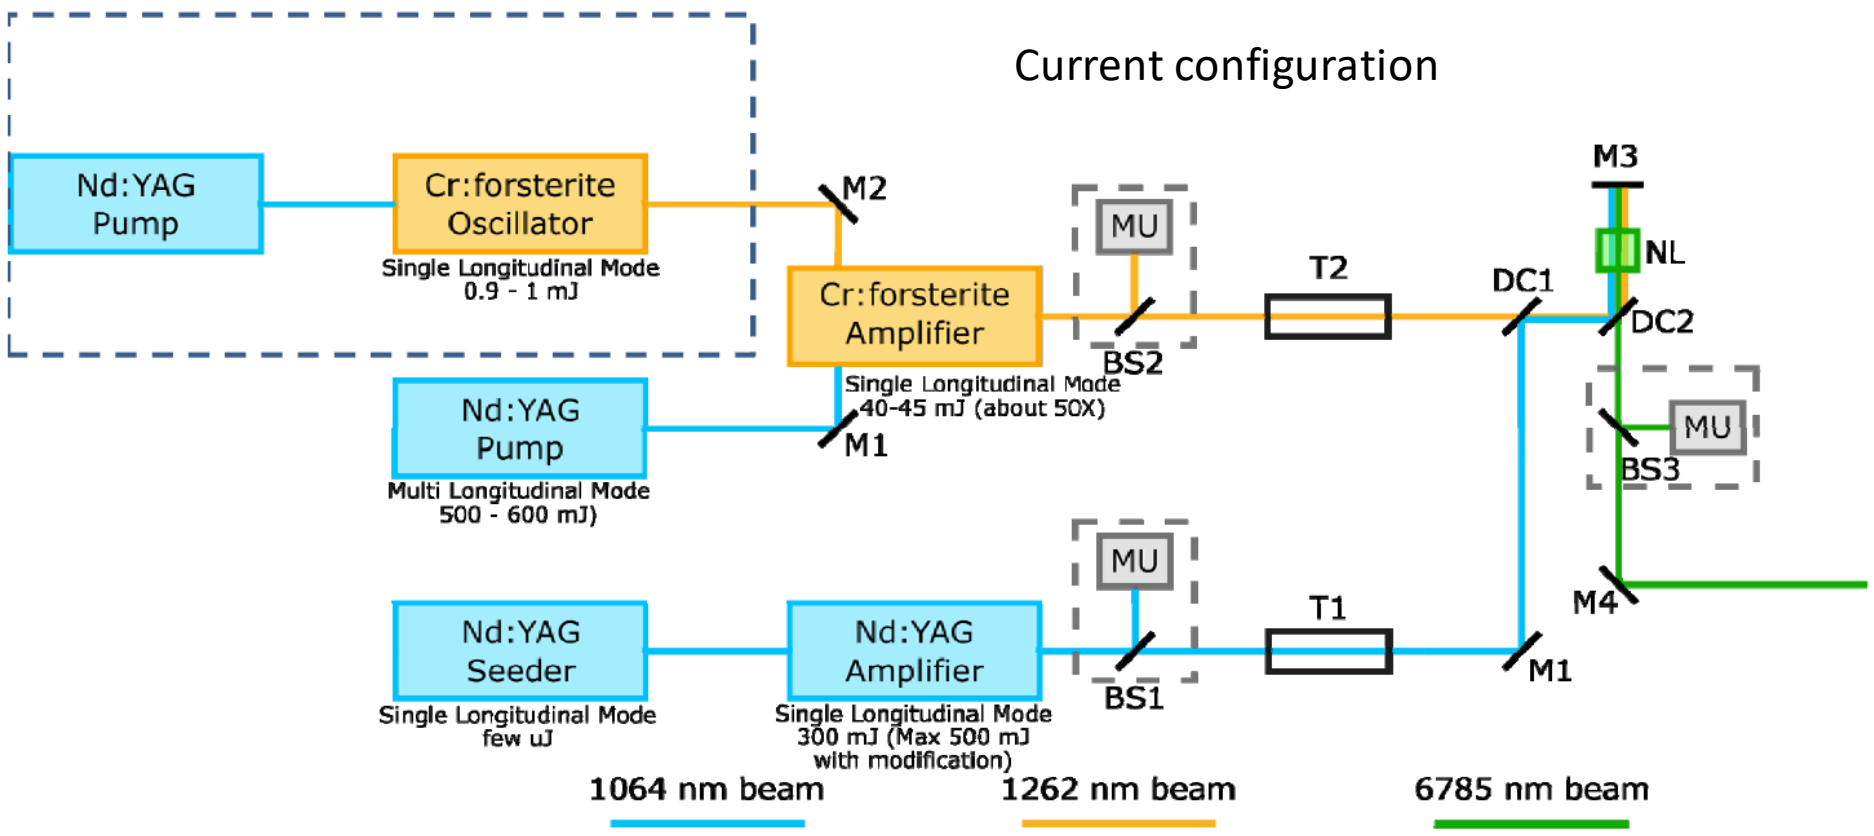 Current configuration
Nd:YAG
Pump
Cr:forsterite
Oscillator
Single Longitudinal Mode
0.9 - 1 mJ
M2
Cr:forsterite
Amplifier
Single Longitudinal Mode
40-45 mJ (about 50X)
MU
BS2
T2
DC1
M3
NL
DC2
Nd:YAG
Pump
Multi Longitudinal Mode
500 - 600 mJ)
M1
MU
BS3
M4
Nd:YAG
Seeder
Single Longitudinal Mode
few uJ
Nd:YAG
Amplifier
Single Longitudinal Mode
300 mJ (Max 500 mJ
with modification)
MU
BS1
T1
M1
1064 nm beam
1262 nm beam
6785 nm beam